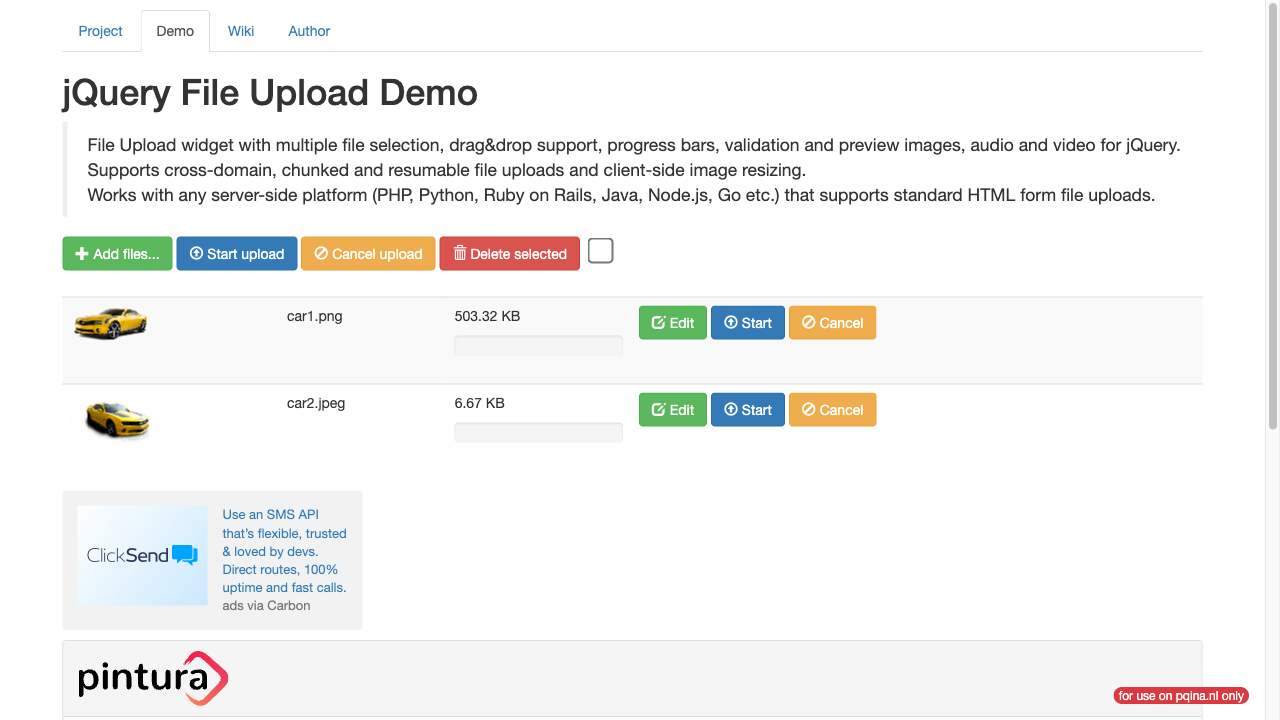 Project Demo Wiki Author
jQuery File Upload Demo
File Upload widget with multiple file selection, drag&drop support, progress bars, validation and preview images, audio and video for jQuery.
Supports cross-domain, chunked and resumable file uploads and client-side image resizing.
Works with any server-side platform (PHP, Python, Ruby on Rails, Java, Node.js, Go etc.) that supports standard HTML form file uploads.
Add files... Start upload Cancel upload Delete selected
car1.png 503.32 KB Edit Start Cancel
car2.jpeg 6.67 KB Edit Start Cancel
ClickSend
Use an SMS API
that's flexible, trusted
& loved by devs.
Direct routes, 100%
uptime and fast calls.
ads via Carbon
pintura
for use on pqina.nl only